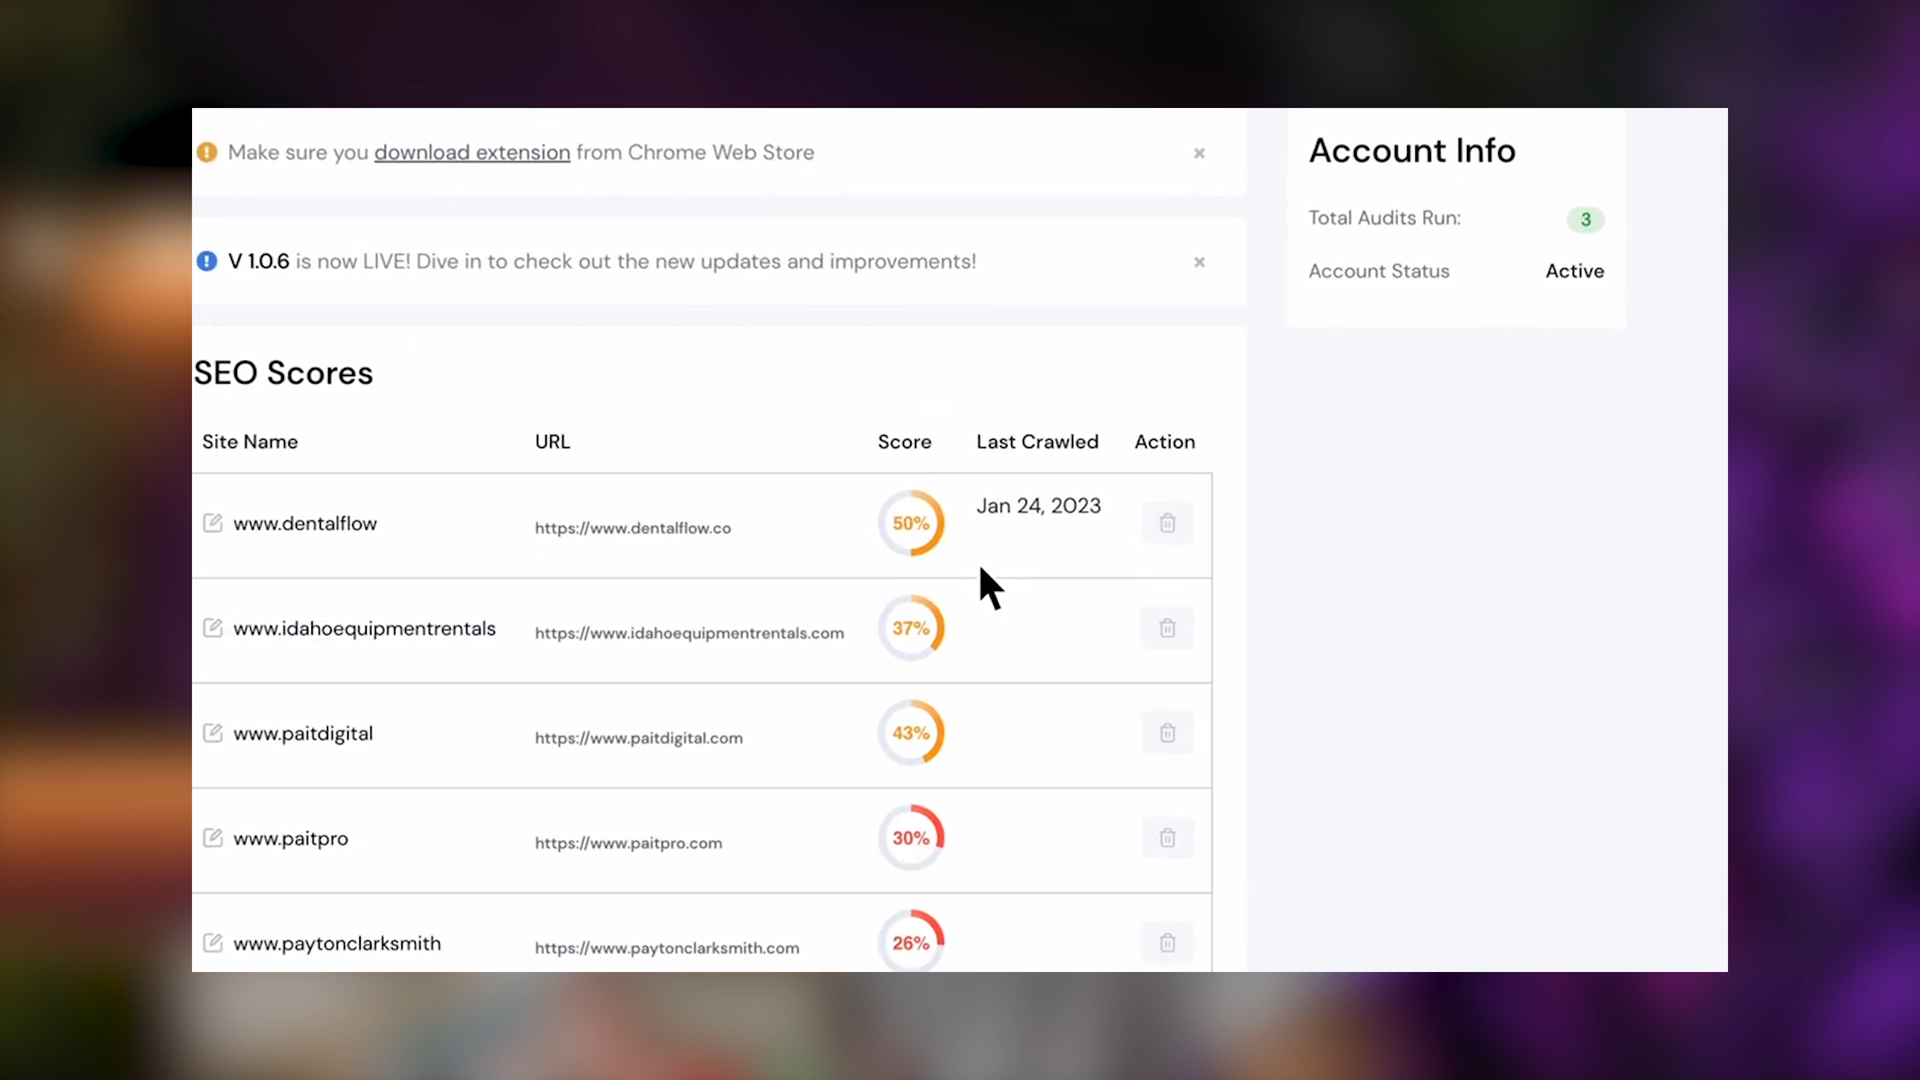 Make sure you download extension from Chrome Web Store
V 1.0.6 is now LIVE! Dive in to check out the new updates and improvements!
Account Info
Total Audits Run: 3
Account Status Active
SEO Scores
Site Name URL Score Last Crawled Action
www.dentalflow https://www.dentalflow.co 50% Jan 24, 2023
www.idahoequipmentrentals https://www.idahoequipmentrentals.com 37%
www.paitdigital https://www.paitdigital.com 43%
www.paitpro https://www.paitpro.com 30%
www.paytonclarksmith https://www.paytonclarksmith.com 26%